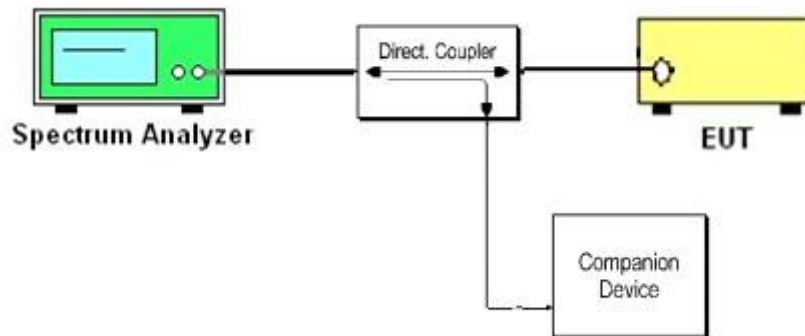 Direct. Coupler
Spectrum Analyzer
EUT
Companion
Device